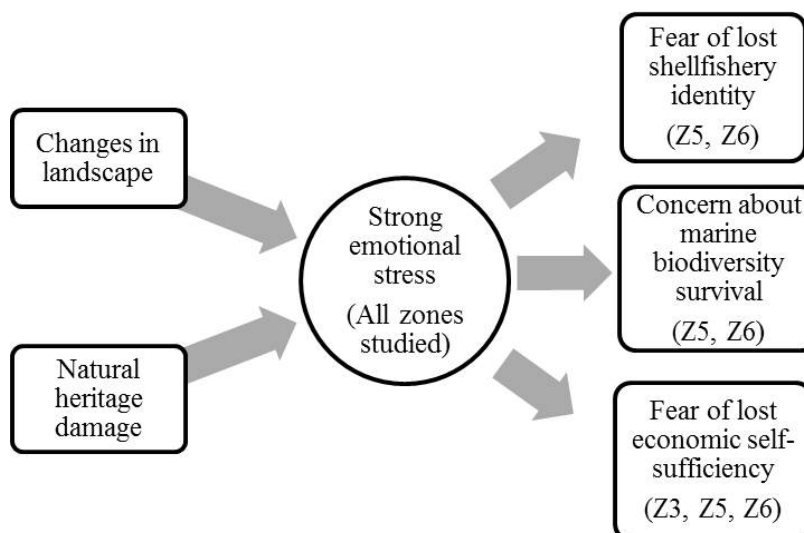 Changes in
landscape
Natural
heritage
damage
Strong
emotional
stress
(All zones
studied)
Fear of lost
shellfishery
identity
(Z5, Z6)
Concern about
marine
biodiversity
survival
(Z5, Z6)
Fear of lost
economic self-
sufficiency
(Z3, Z5, Z6)